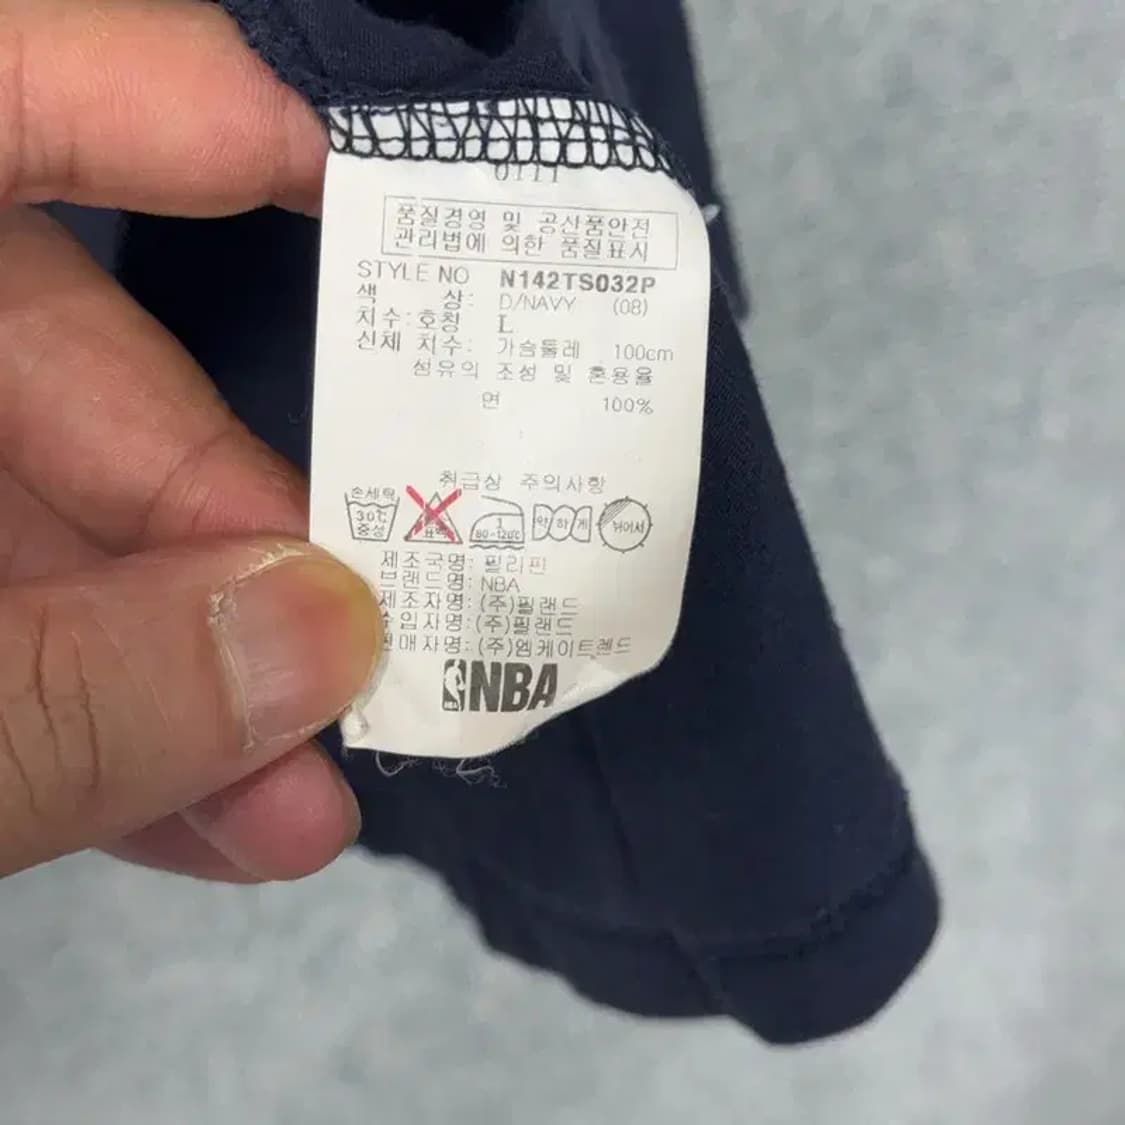 0111
품질경영 및 공산품안전
관리법에 의한 품질표시
STYLE NO N142TS032P
색 상: D/NAVY (08)
치수:호칭 L
신체 치수: 가슴둘레 100cm
섬유의 조성 및 혼용율
면 100%
취급상 주의사항
손세탁 30℃ 중성
표백
1 80-120℃
약하게
뉘어서
제조국명: 필리핀
브랜드명: NBA
제조자명: (주)필랜드
수입자명: (주)필랜드
판매자명: (주)엠케이트렌드
NBA